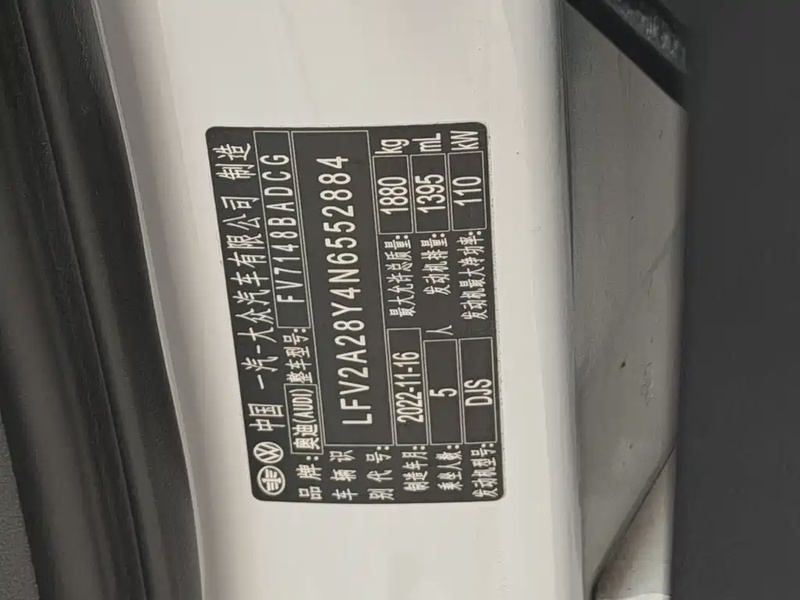 中国 一汽-大众汽车有限公司 制造
品牌: 奥迪(AUDI) 整车型号: FV7148BADCG
车辆识别代号: LFV2A28Y4N6552884
制造年月: 2022-11-16 最大允许总质量: 1880 kg
乘坐人数: 5 人 发动机排量: 1395 mL
发动机型号: DJS 发动机最大净功率: 110 kW